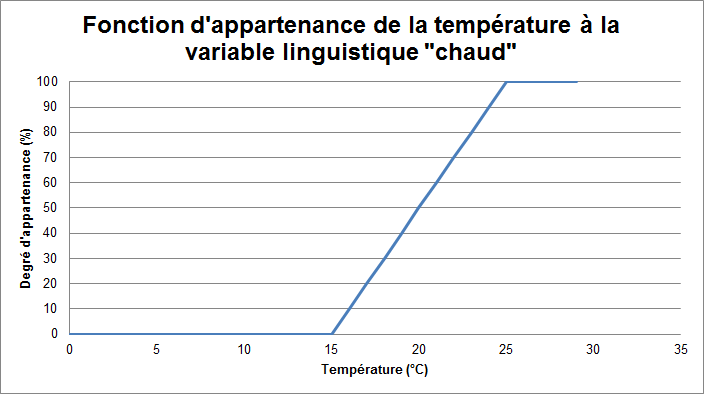 Fonction d'appartenance de la température à la
variable linguistique "chaud"
100
90
80
70
60
50
40
30
20
10
0
Degré d'appartenance (%)
0 5 10 15 20 25 30 35
Température (°C)